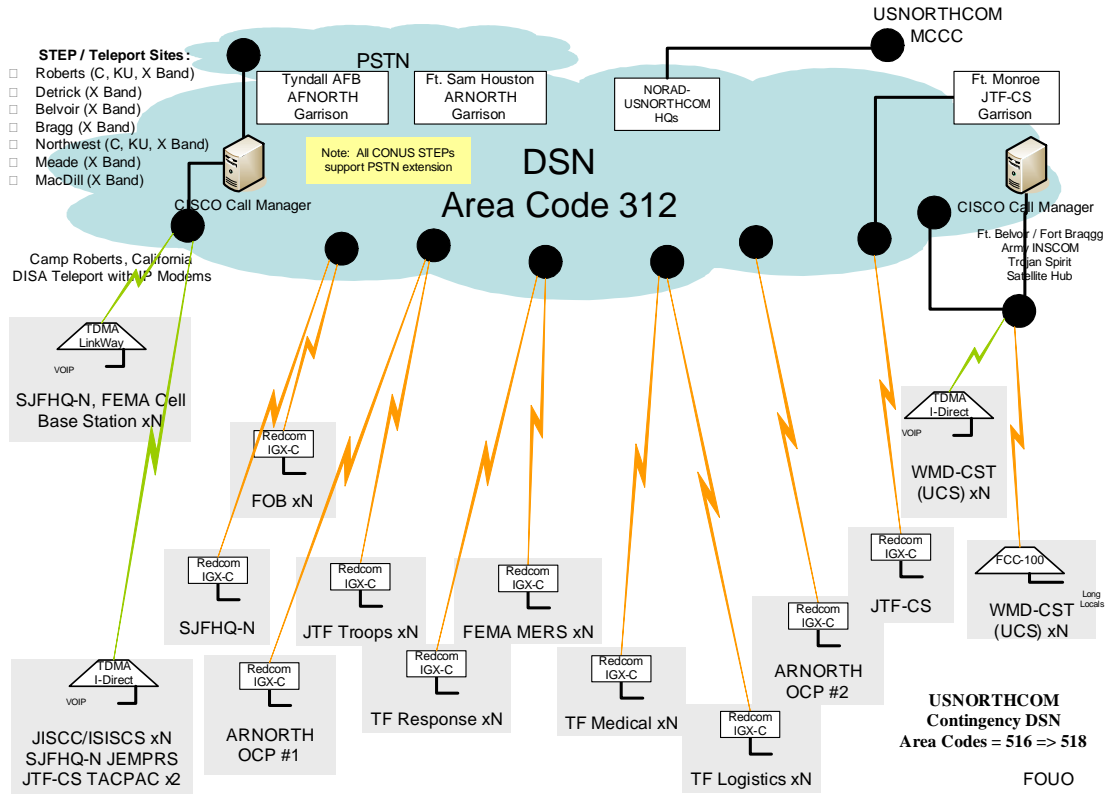 USNORTHCOM
MCCC
STEP / Teleport Sites:
Roberts (C, KU, X Band)
Detrick (X Band)
Belvoir (X Band)
Bragg (X Band)
Northwest (C, KU, X Band)
Meade (X Band)
MacDill (X Band)
PSTN
Tyndall AFB
AFNORTH
Garrison
Ft. Sam Houston
ARNORTH
Garrison
NORAD-
USNORTHCOM
HQs
Ft. Monroe
JTF-CS
Garrison
Note: All CONUS STEPs
support PSTN extension
DSN
Area Code 312
CISCO Call Manager
CISCO Call Manager
Ft. Belvoir / Fort Braqgg
Army INSCOM
Trojan Spirit
Satellite Hub
Camp Roberts, California
DISA Teleport with IP Modems
TDMA
LinkWay
VOIP
SJFHQ-N, FEMA Cell
Base Station xN
Redcom
IGX-C
FOB xN
TDMA
I-Direct
VOIP
WMD-CST
(UCS) xN
Redcom
IGX-C
SJFHQ-N
Redcom
IGX-C
JTF Troops xN
Redcom
IGX-C
FEMA MERS xN
Redcom
IGX-C
JTF-CS
FCC-100
Long
Locals
WMD-CST
(UCS) xN
Redcom
IGX-C
ARNORTH
OCP #2
TDMA
I-Direct
VOIP
JISCC/ISISCS xN
SJFHQ-N JEMPRS
JTF-CS TACPAC x2
Redcom
IGX-C
ARNORTH
OCP #1
Redcom
IGX-C
TF Response xN
Redcom
IGX-C
TF Medical xN
Redcom
IGX-C
TF Logistics xN
USNORTHCOM
Contingency DSN
Area Codes = 516 => 518
FOUO